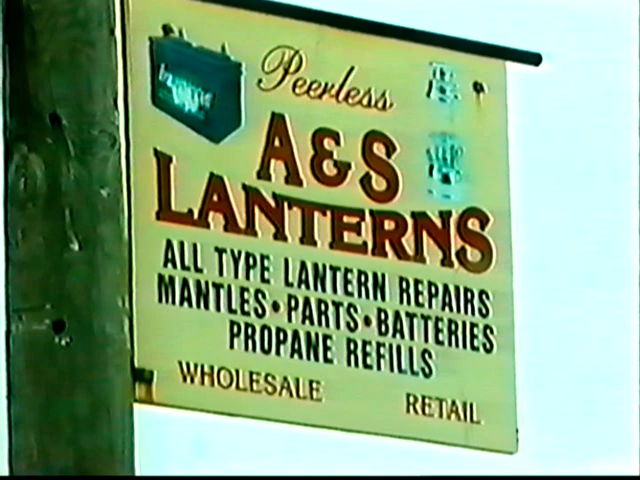 Peerless
A&S
LANTERNS
ALL TYPE LANTERN REPAIRS
MANTLES • PARTS • BATTERIES
PROPANE REFILLS
WHOLESALE RETAIL